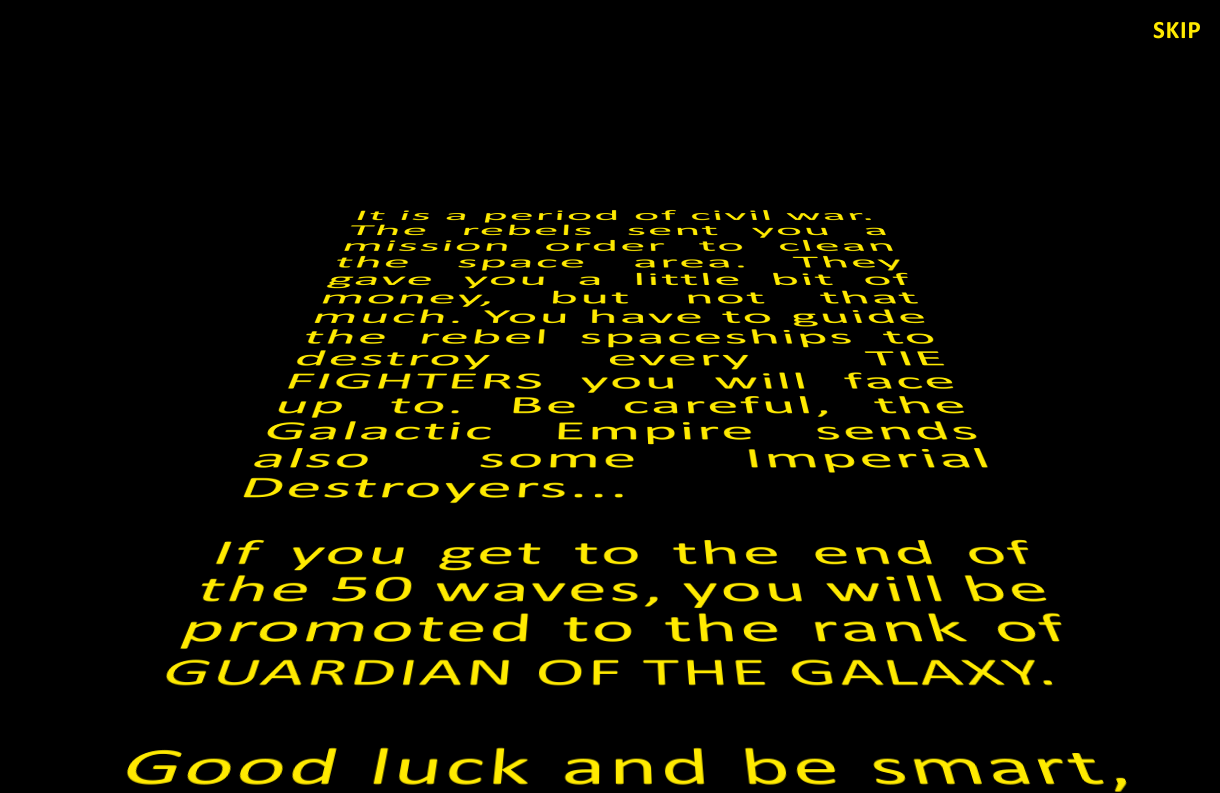 SKIP
It is a period of civil war.
The rebels sent you a
mission order to clean
the space area. They
gave you a little bit of
money, but not that
much. You have to guide
the rebel spaceships to
destroy every TIE
FIGHTERS you will face
up to. Be careful, the
Galactic Empire sends
also some Imperial
Destroyers...
If you get to the end of
the 50 waves, you will be
promoted to the rank of
GUARDIAN OF THE GALAXY.
Good luck and be smart,